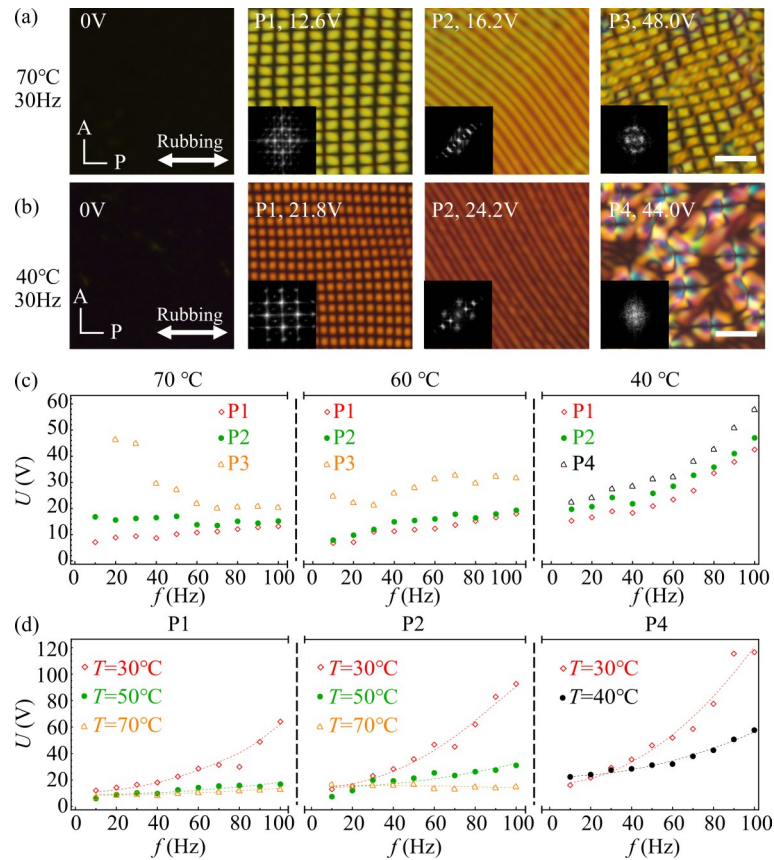 (a)
70℃
30Hz
0V
A
P
Rubbing
P1, 12.6V
P2, 16.2V
P3, 48.0V
(b)
40℃
30Hz
0V
A
P
Rubbing
P1, 21.8V
P2, 24.2V
P4, 44.0V
(c)
70 ℃
60 ℃
40 ℃
U (V)
60
50
40
30
20
10
0
P1
P2
P3
P1
P2
P3
P1
P2
P4
0 20 40 60 80 100
0 20 40 60 80 100
0 20 40 60 80 100
f (Hz)
f (Hz)
f (Hz)
(d)
P1
P2
P4
U (V)
120
100
80
60
40
20
0
T=30℃
T=50℃
T=70℃
T=30℃
T=50℃
T=70℃
T=30℃
T=40℃
0 20 40 60 80 100
0 20 40 60 80 100
0 20 40 60 80 100
f (Hz)
f (Hz)
f (Hz)